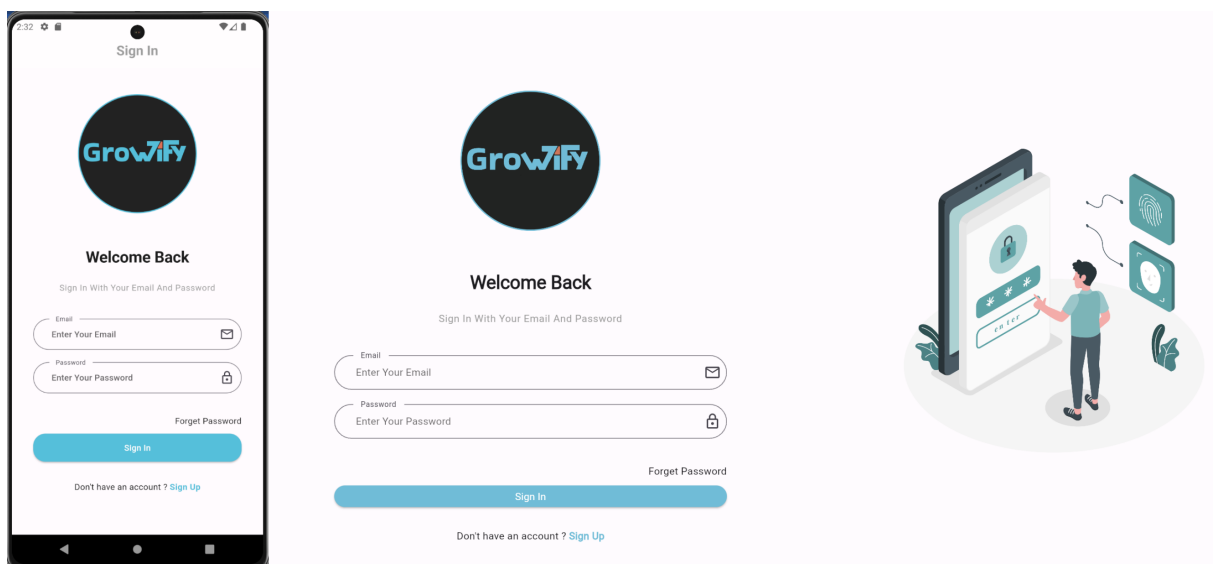 2:32
Sign In
Growify
Welcome Back
Sign In With Your Email And Password
Email
Enter Your Email
Password
Enter Your Password
Forget Password
Sign In
Don't have an account ? Sign Up
Growify
Welcome Back
Sign In With Your Email And Password
Email
Enter Your Email
Password
Enter Your Password
Forget Password
Sign In
Don't have an account ? Sign Up
* * *
enter